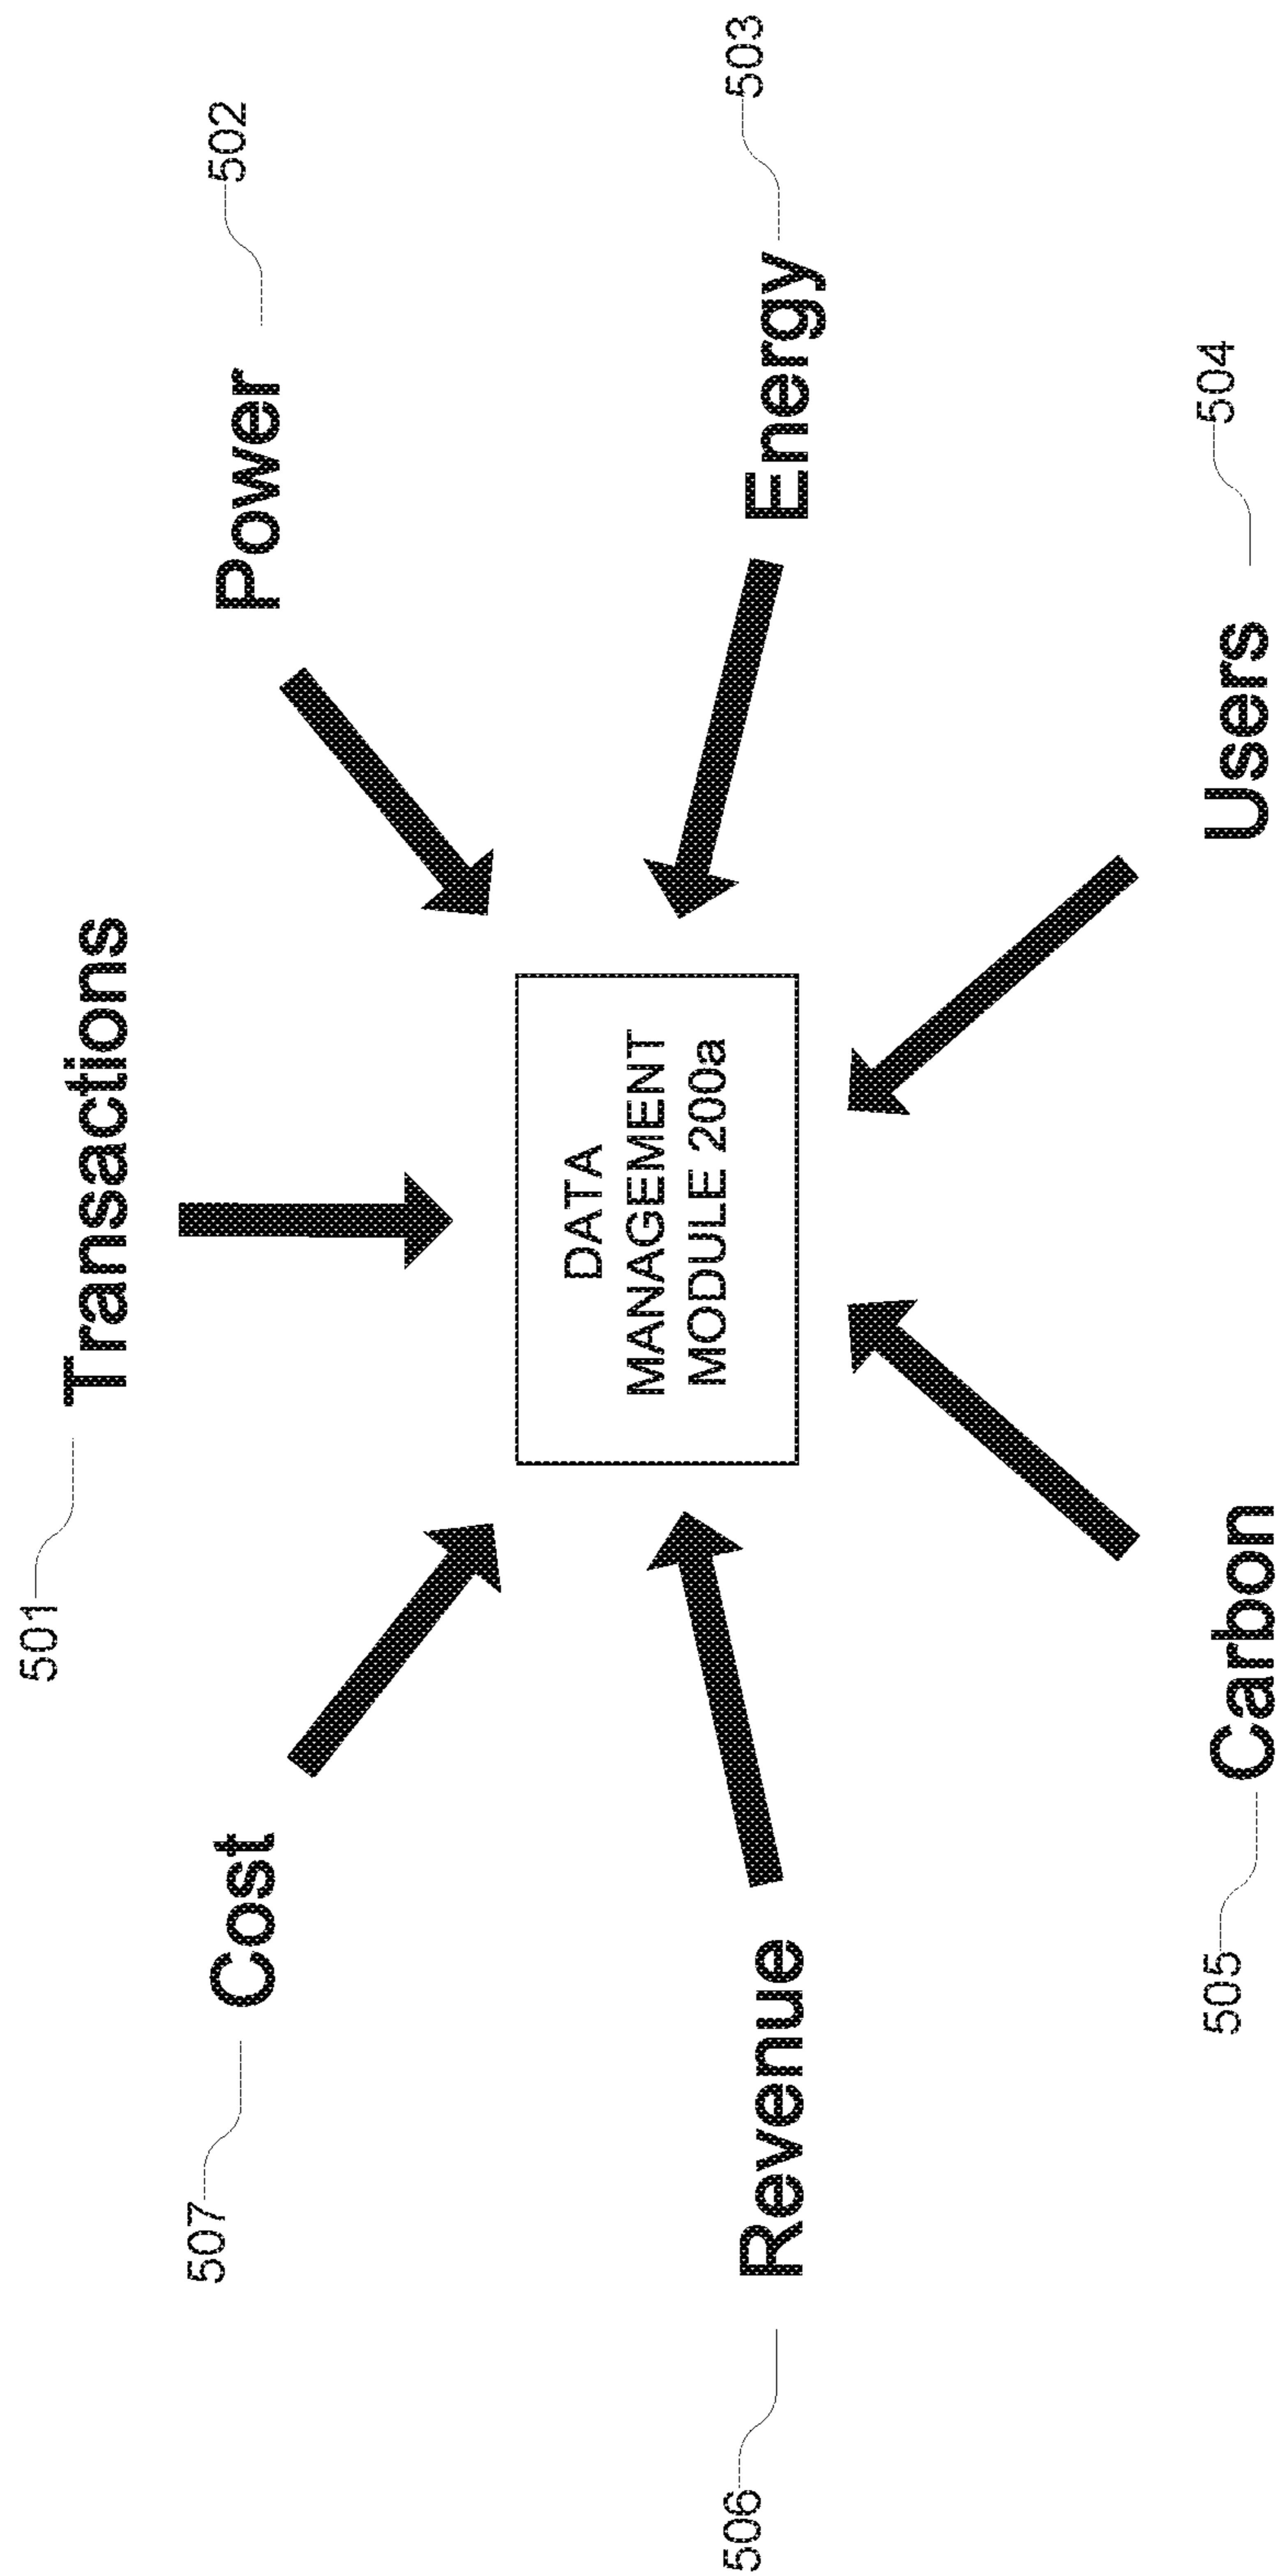 501
Transactions
507
Cost
Power
502
DATA
MANAGEMENT
MODULE 200a
506
Revenue
Energy
503
505
Carbon
Users
504